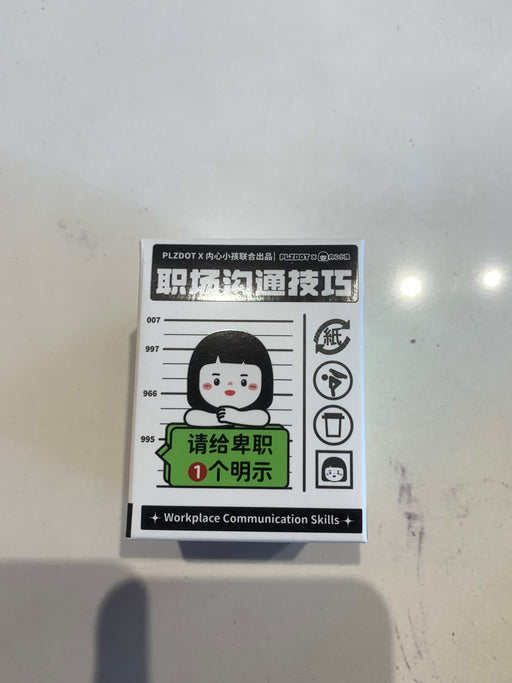 PLZDOT X 内心小孩联合出品| PLZDOT × 内心小孩
职场沟通技巧
007
997
966
995
紙
请给卑职
1个明示
Workplace Communication Skills